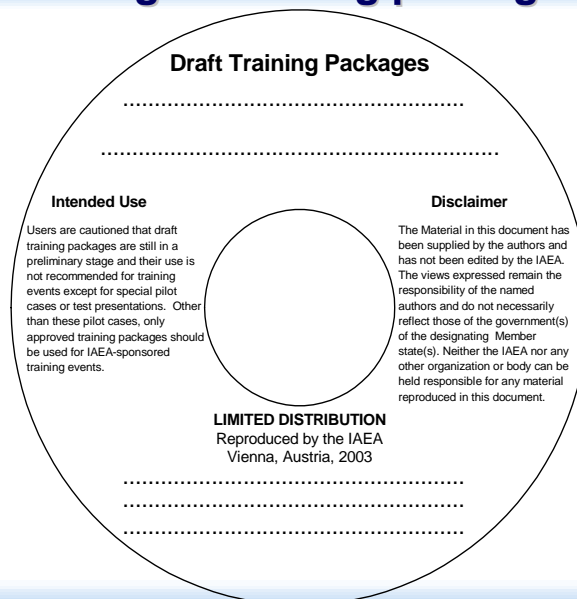 Draft Training Packages
......................................................
...............................................................
Intended Use
Users are cautioned that draft
training packages are still in a
preliminary stage and their use is
not recommended for training
events except for special pilot
cases or test presentations. Other
than these pilot cases, only
approved training packages should
be used for IAEA-sponsored
training events.
Disclaimer
The Material in this document has
been supplied by the authors and
has not been edited by the IAEA.
The views expressed remain the
responsibility of the named
authors and do not necessarily
reflect those of the government(s)
of the designating Member
state(s). Neither the IAEA nor any
other organization or body can be
held responsible for any material
reproduced in this document.
LIMITED DISTRIBUTION
Reproduced by the IAEA
Vienna, Austria, 2003
......................................................
......................................................
......................................................